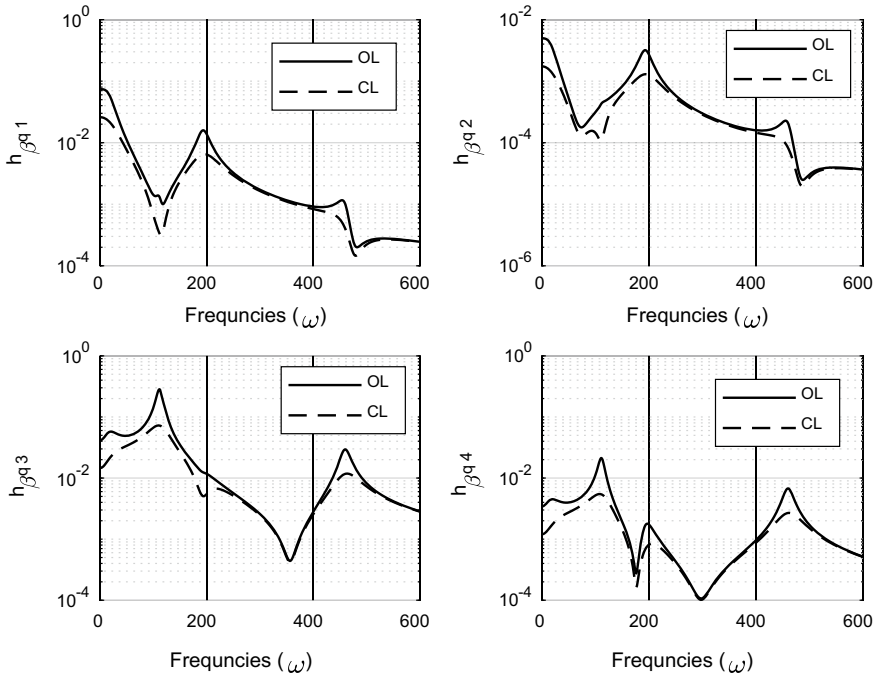 10^0
10^-2
10^-4
h_βq1
OL
CL
0 200 400 600
Frequncies (ω)
10^-2
10^-4
10^-6
h_βq2
OL
CL
0 200 400 600
Frequncies (ω)
10^0
10^-2
10^-4
h_βq3
OL
CL
0 200 400 600
Frequncies (ω)
10^0
10^-2
10^-4
h_βq4
OL
CL
0 200 400 600
Frequncies (ω)